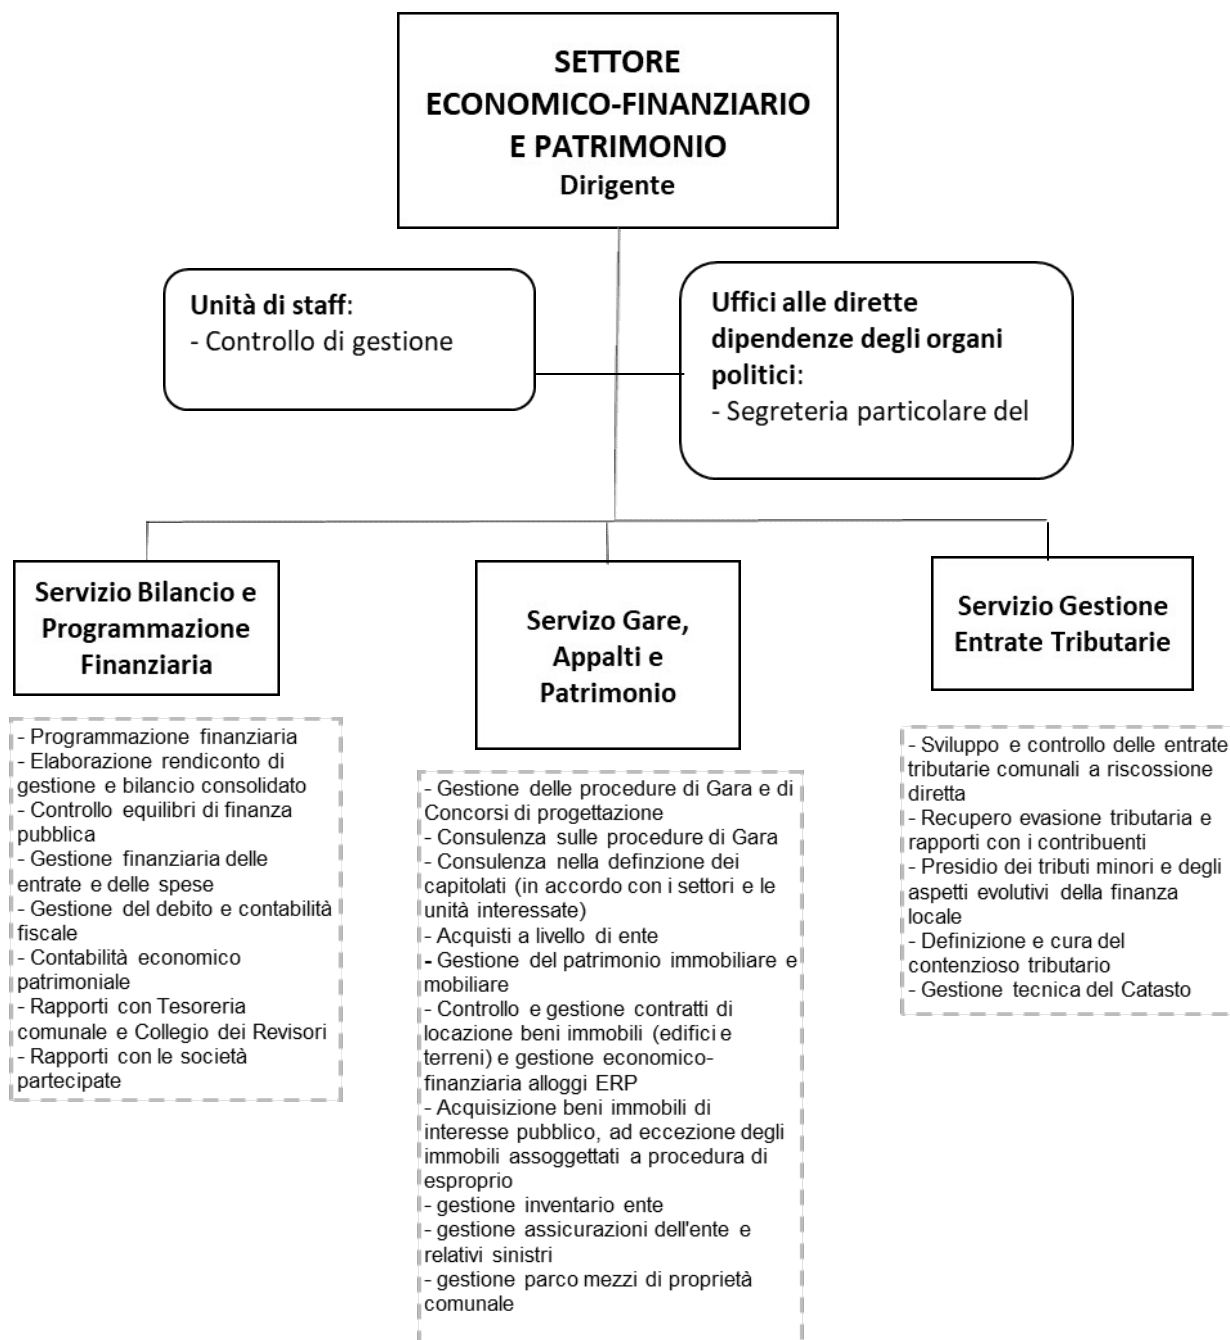 SETTORE
ECONOMICO-FINANZIARIO
E PATRIMONIO
Dirigente
Unità di staff:
- Controllo di gestione
Uffici alle dirette
dipendenze degli organi
politici:
- Segreteria particolare del
Servizio Bilancio e
Programmazione
Finanziaria
- Programmazione finanziaria
- Elaborazione rendiconto di
gestione e bilancio consolidato
- Controllo equilibri di finanza
pubblica
- Gestione finanziaria delle
entrate e delle spese
- Gestione del debito e contabilità
fiscale
- Contabilità economico
patrimoniale
- Rapporti con Tesoreria
comunale e Collegio dei Revisori
- Rapporti con le società
partecipate
Servizo Gare,
Appalti e
Patrimonio
- Gestione delle procedure di Gara e di
Concorsi di progettazione
- Consulenza sulle procedure di Gara
- Consulenza nella definzione dei
capitolati (in accordo con i settori e le
unità interessate)
- Acquisti a livello di ente
- Gestione del patrimonio immobiliare e
mobiliare
- Controllo e gestione contratti di
locazione beni immobili (edifici e
terreni) e gestione economico-
finanziaria alloggi ERP
- Acquisizione beni immobili di
interesse pubblico, ad eccezione degli
immobili assoggettati a procedura di
esproprio
- gestione inventario ente
- gestione assicurazioni dell'ente e
relativi sinistri
- gestione parco mezzi di proprietà
comunale
Servizio Gestione
Entrate Tributarie
- Sviluppo e controllo delle entrate
tributarie comunali a riscossione
diretta
- Recupero evasione tributaria e
rapporti con i contribuenti
- Presidio dei tributi minori e degli
aspetti evolutivi della finanza
locale
- Definizione e cura del
contenzioso tributario
- Gestione tecnica del Catasto